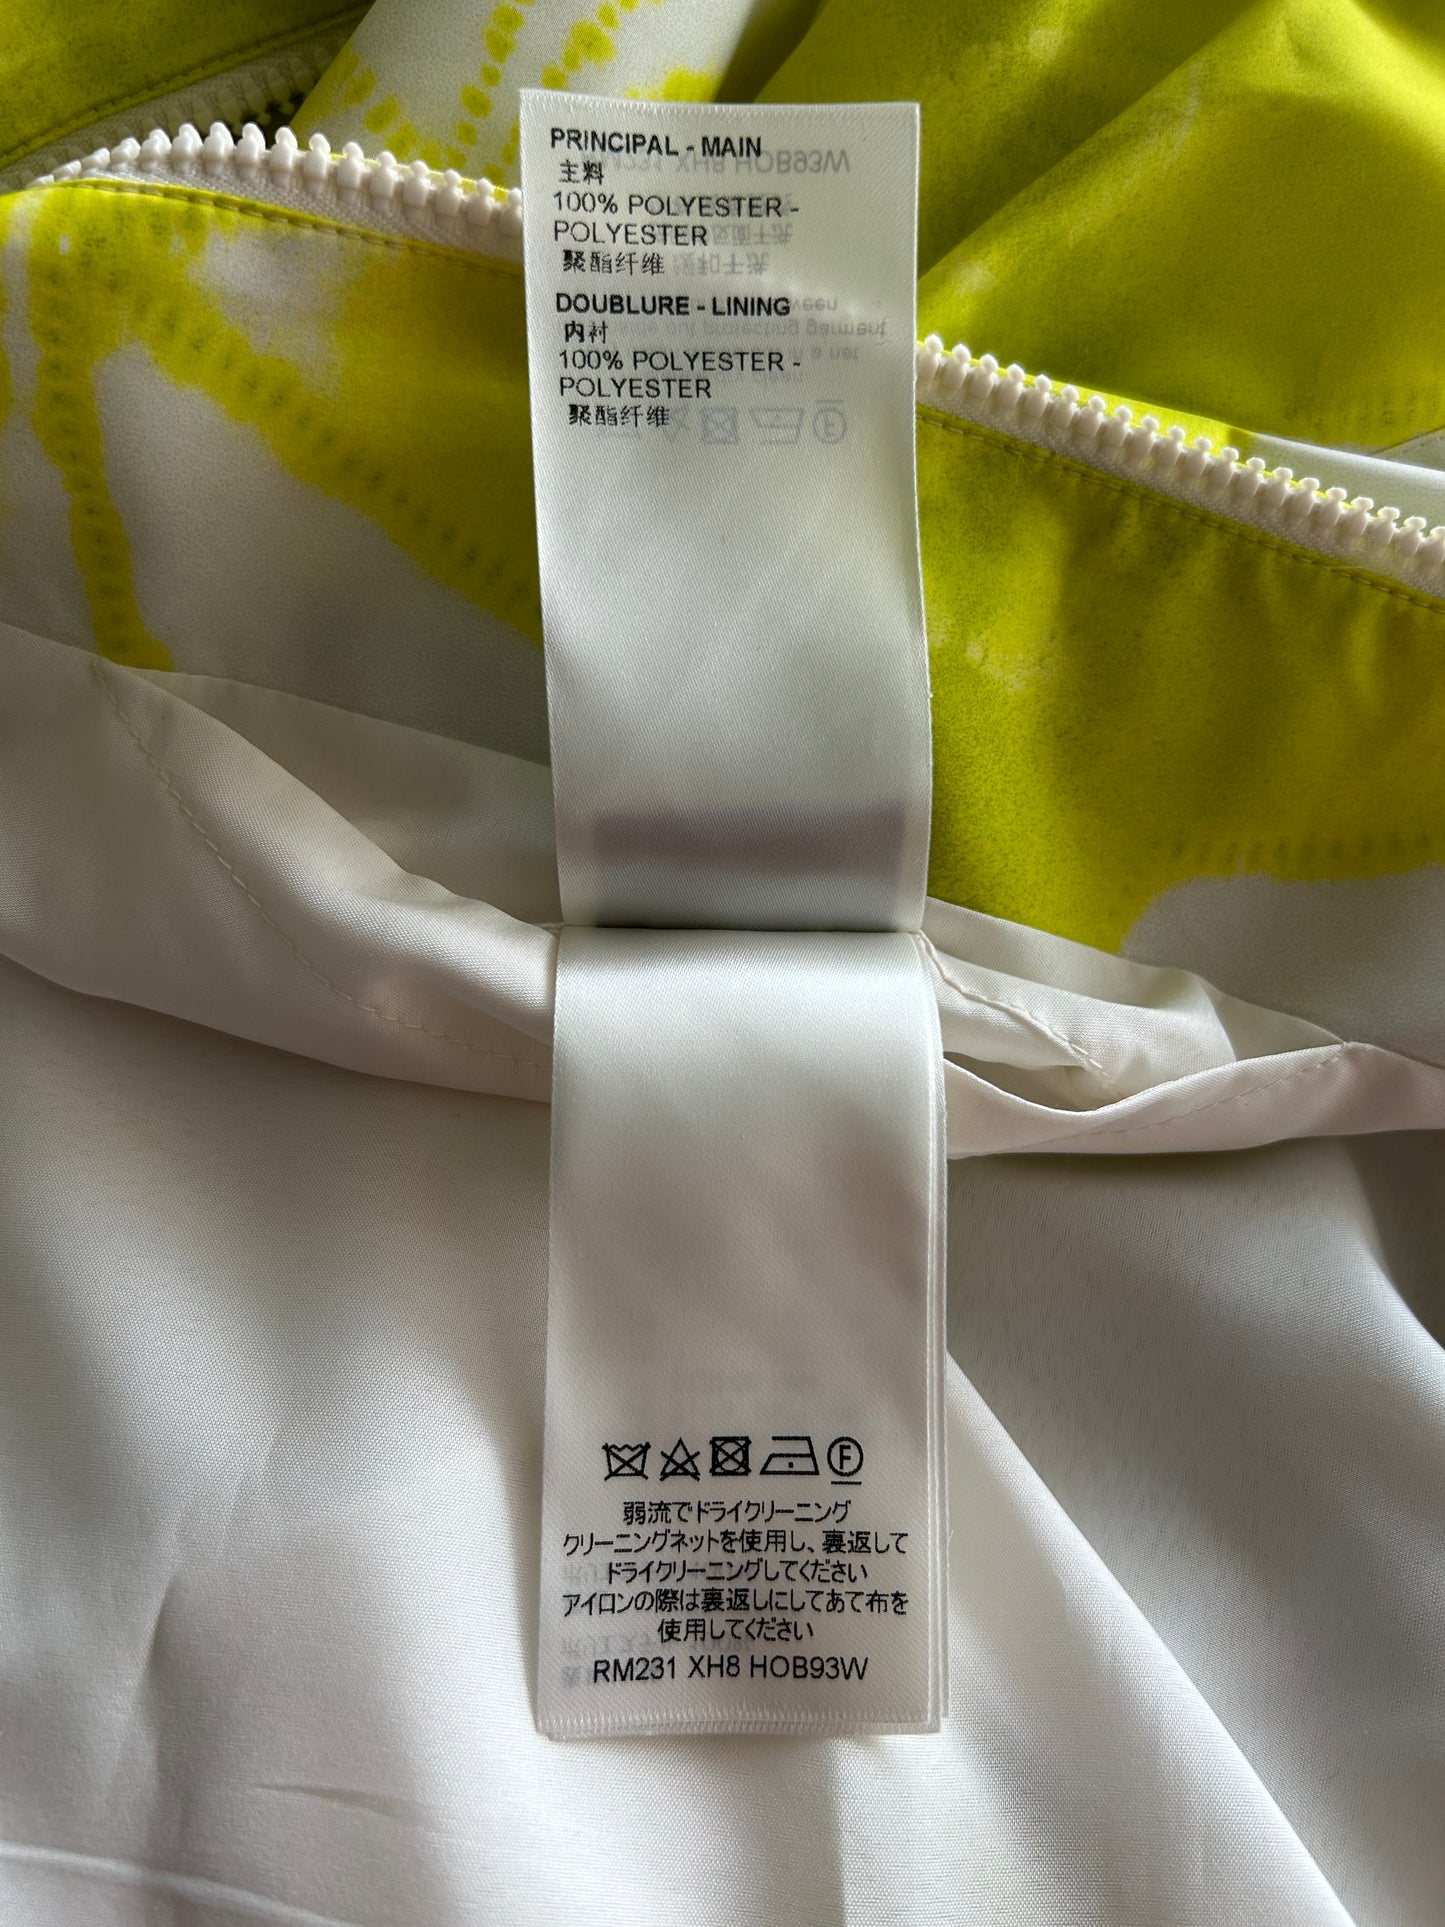 PRINCIPAL - MAIN
主料
100% POLYESTER -
POLYESTER
聚酯纤维
DOUBLURE - LINING
内衬
100% POLYESTER -
POLYESTER
聚酯纤维
F
弱流でドライクリーニング
クリーニングネットを使用し、裏返して
ドライクリーニングしてください
アイロンの際は裏返しにしてあて布を
使用してください
RM231 XH8 HOB93W